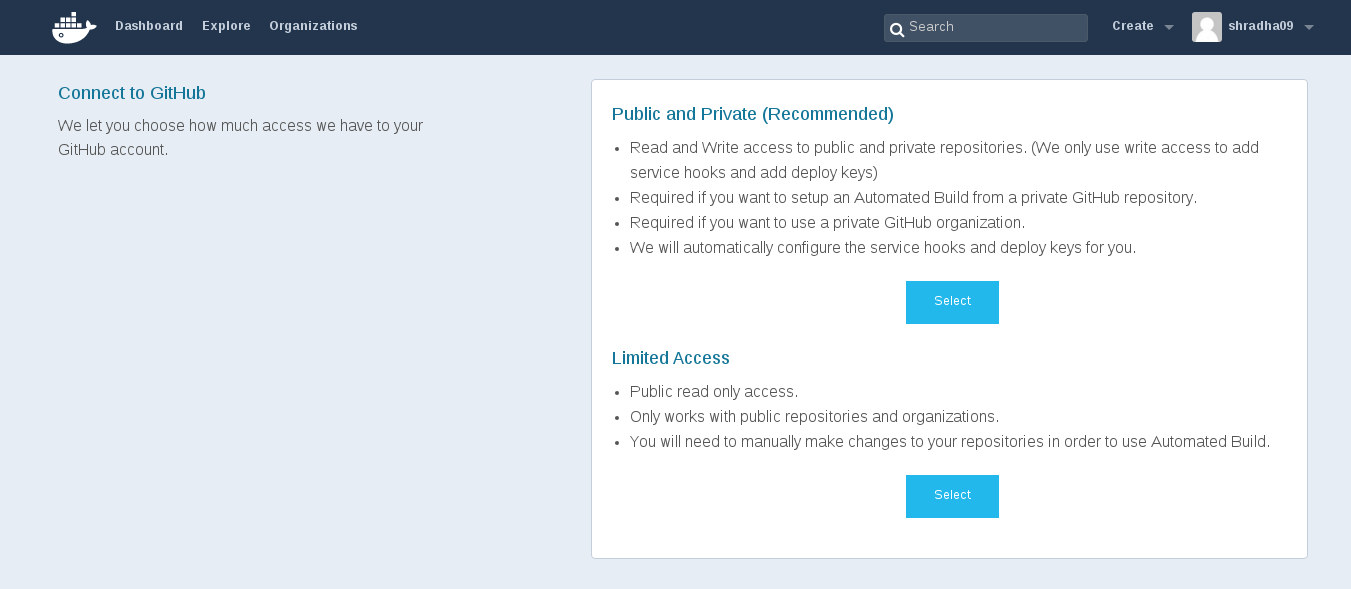 Dashboard Explore Organizations Search Create shradha09
Connect to GitHub
We let you choose how much access we have to your
GitHub account.
Public and Private (Recommended)
Read and Write access to public and private repositories. (We only use write access to add
service hooks and add deploy keys)
Required if you want to setup an Automated Build from a private GitHub repository.
Required if you want to use a private GitHub organization.
We will automatically configure the service hooks and deploy keys for you.
Select
Limited Access
Public read only access.
Only works with public repositories and organizations.
You will need to manually make changes to your repositories in order to use Automated Build.
Select